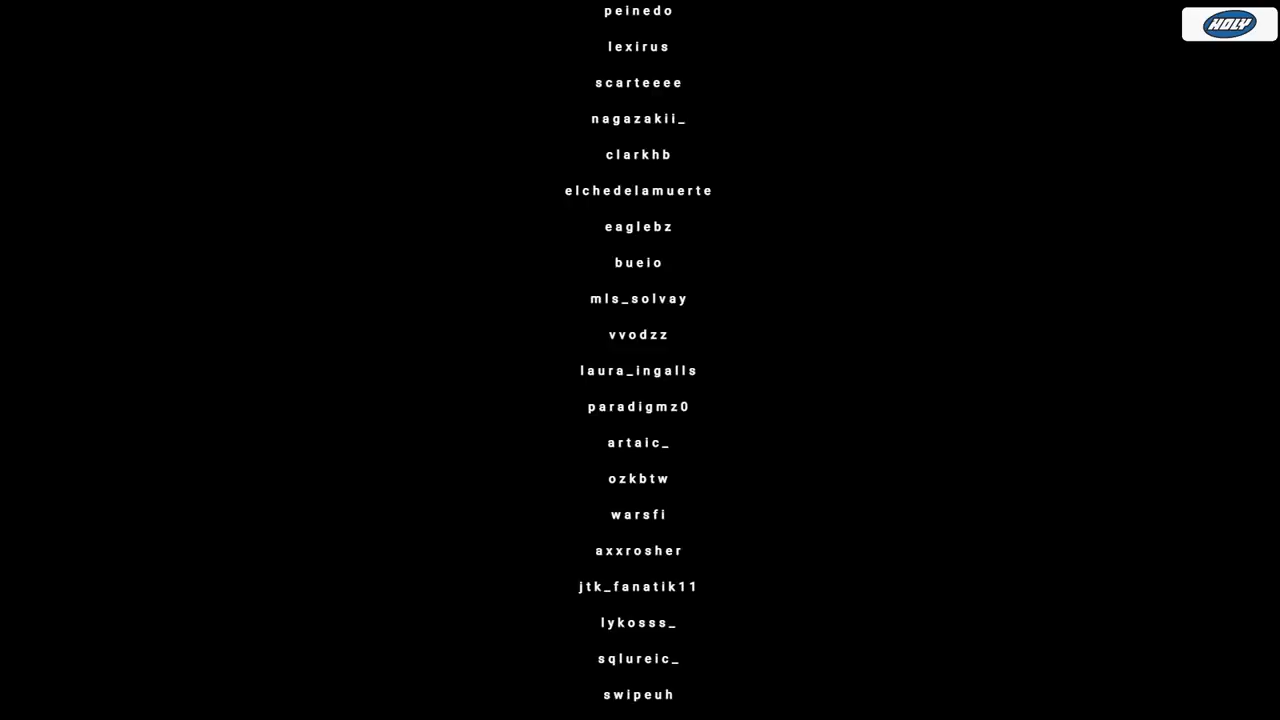 peinedo
HOLY
lexirus
scarteeee
nagazakii_
clarkhb
elchedelamuerte
eaglebz
bueio
mls_solvay
vvodzz
laura_ingalls
paradigmz0
artaic_
ozkbtw
warsfi
axxrosher
jtk_fanatik11
lykosss_
sqlureic_
swipeuh